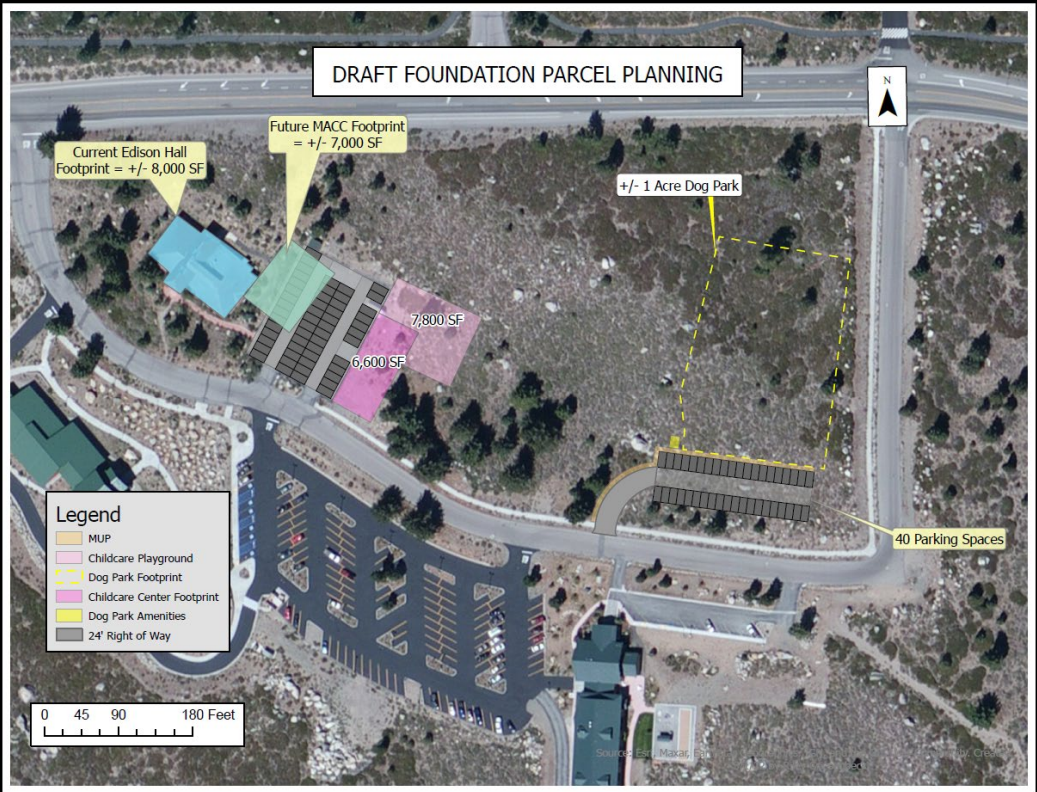 DRAFT FOUNDATION PARCEL PLANNING
N
Future MACC Footprint
= +/- 7,000 SF
Current Edison Hall
Footprint = +/- 8,000 SF
+/- 1 Acre Dog Park
7,800 SF
6,600 SF
40 Parking Spaces
Legend
MUP
Childcare Playground
Dog Park Footprint
Childcare Center Footprint
Dog Park Amenities
24' Right of Way
0 45 90 180 Feet
Esri, Maxar,